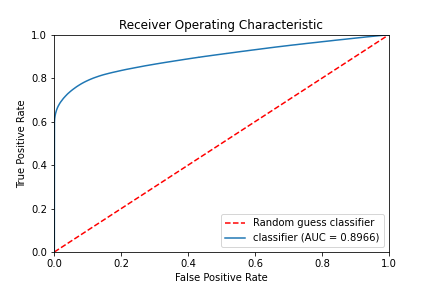 Receiver Operating Characteristic
1.0
0.8
0.6
0.4
0.2
0.0
True Positive Rate
Random guess classifier
classifier (AUC = 0.8966)
0.0 0.2 0.4 0.6 0.8 1.0
False Positive Rate